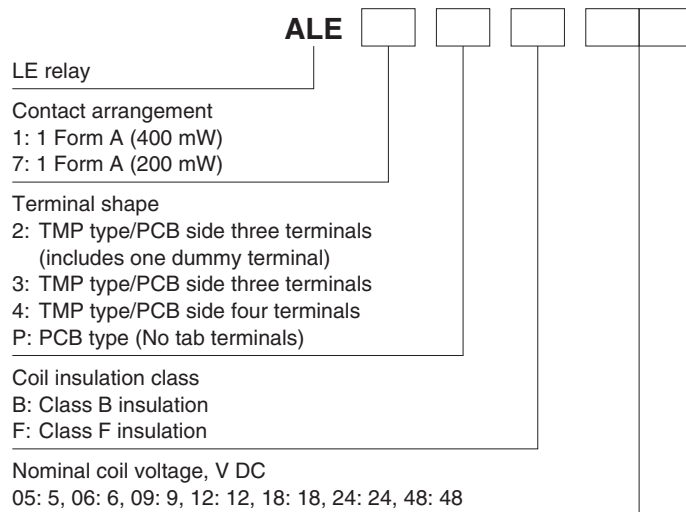 ALE
LE relay
Contact arrangement
1: 1 Form A (400 mW)
7: 1 Form A (200 mW)
Terminal shape
2: TMP type/PCB side three terminals
(includes one dummy terminal)
3: TMP type/PCB side three terminals
4: TMP type/PCB side four terminals
P: PCB type (No tab terminals)
Coil insulation class
B: Class B insulation
F: Class F insulation
Nominal coil voltage, V DC
05: 5, 06: 6, 09: 9, 12: 12, 18: 18, 24: 24, 48: 48